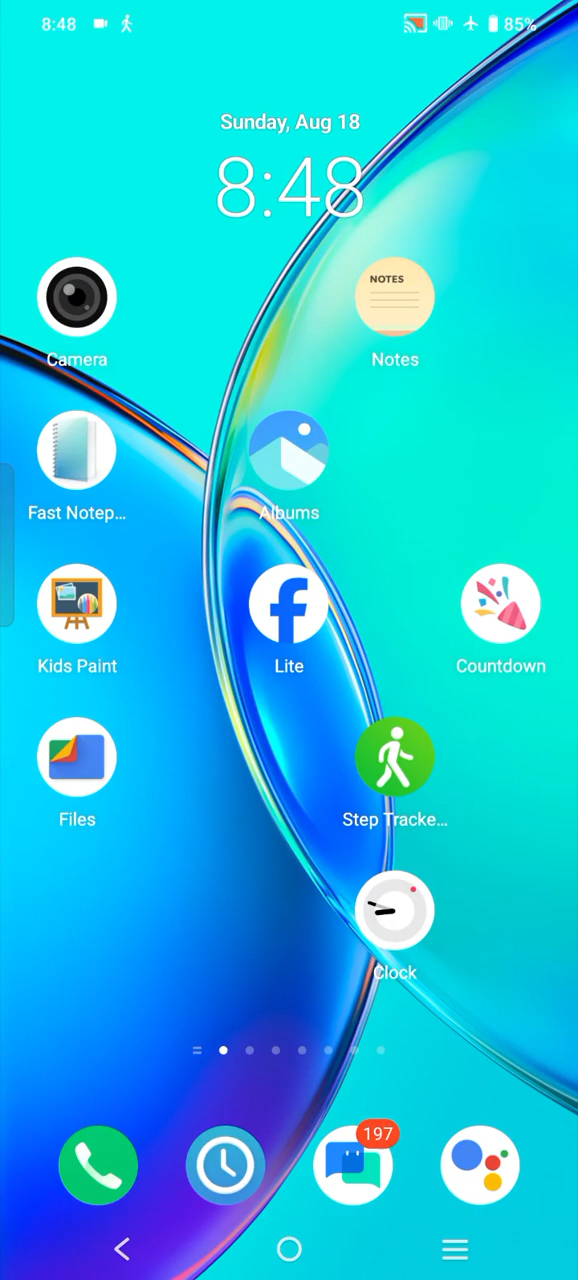 8:48
85%
Sunday, Aug 18
8:48
NOTES
Camera
Notes
Fast Notep...
Albums
Kids Paint
Lite
Countdown
Files
Step Tracke...
Clock
197